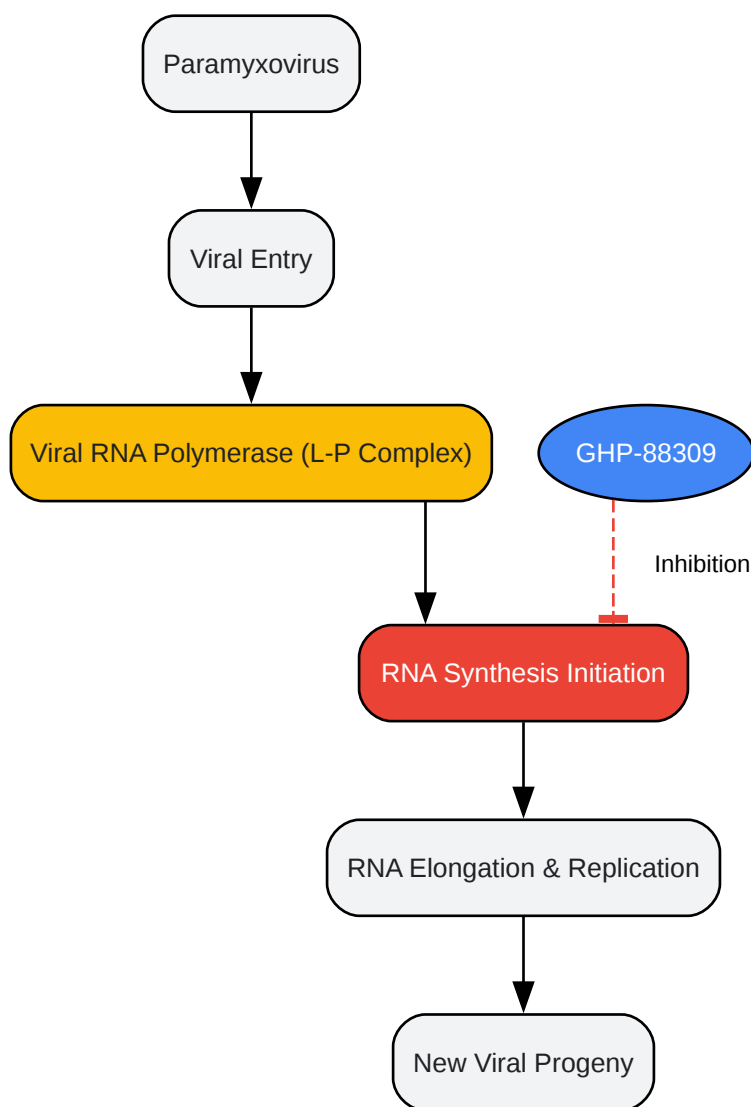 Paramyxovirus
Viral Entry
Viral RNA Polymerase (L-P Complex)
GHP-88309
Inhibition
RNA Synthesis Initiation
RNA Elongation & Replication
New Viral Progeny